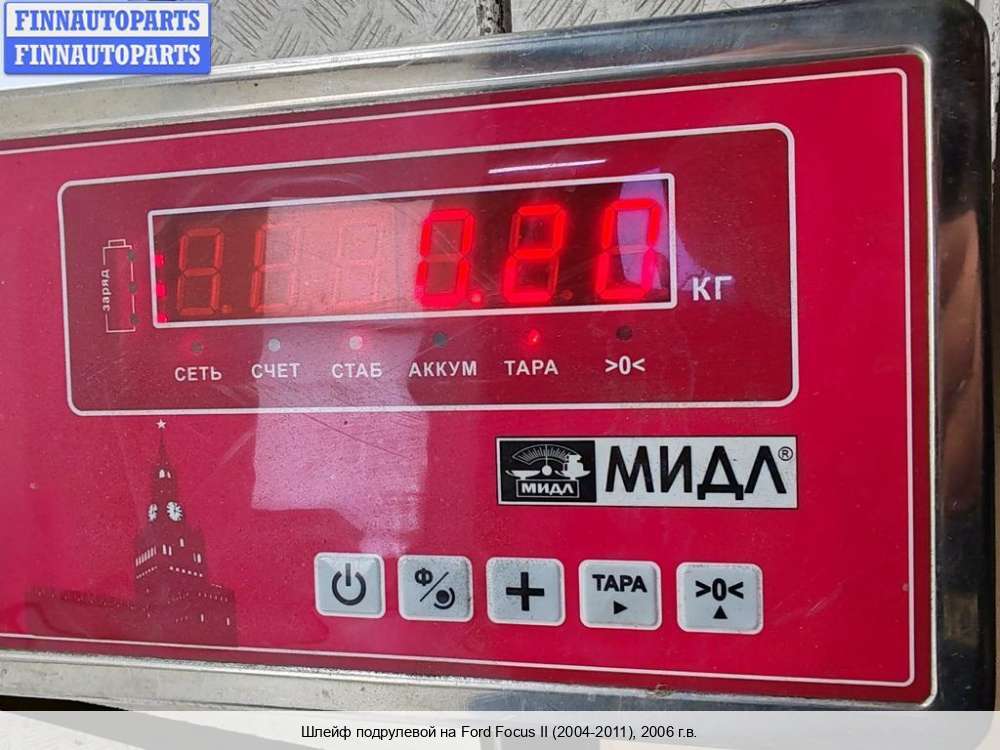 FINNAUTOPARTS
FINNAUTOPARTS
заряд
0.20
КГ
СЕТЬ СЧЕТ СТАБ АККУМ ТАРА >0<
МИДЛ
МИДЛ®
Ф/
ТАРА
>0<
Шлейф подрулевой на Ford Focus II (2004-2011), 2006 г.в.